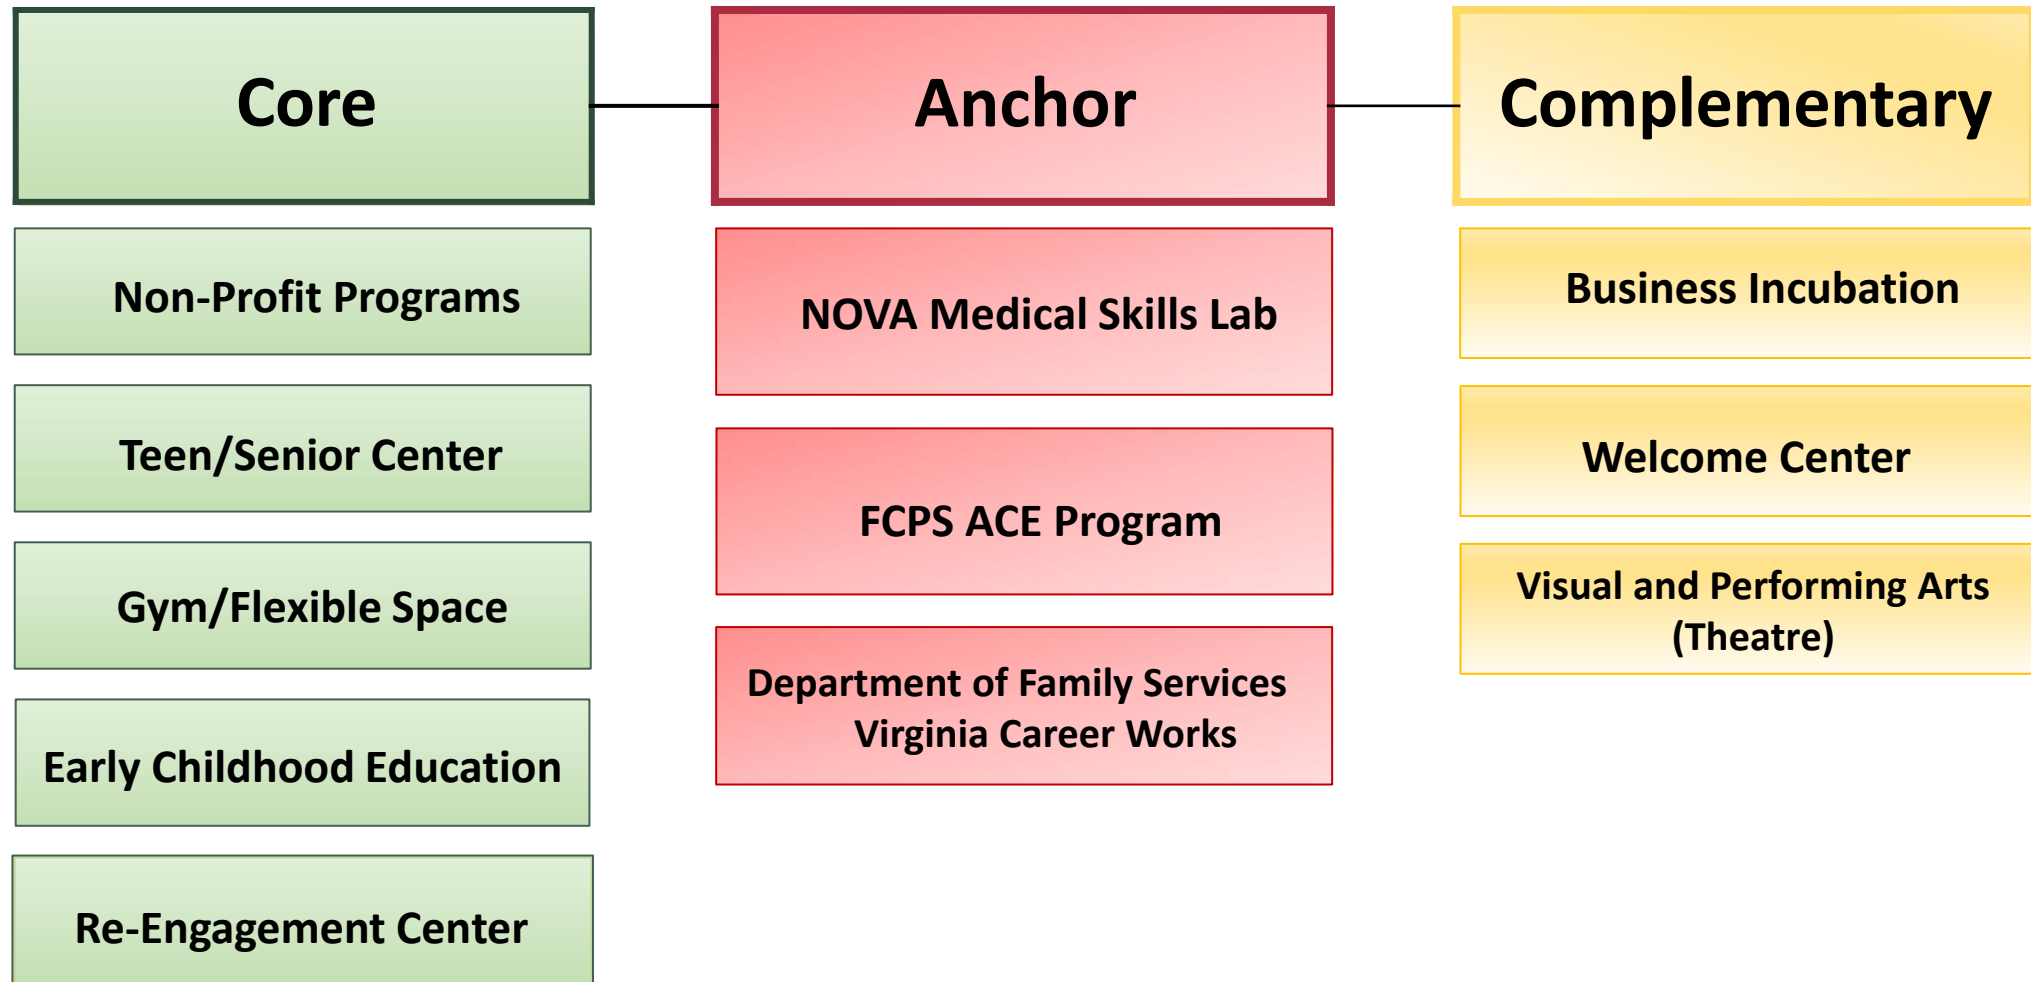 Core
Non-Profit Programs
Teen/Senior Center
Gym/Flexible Space
Early Childhood Education
Re-Engagement Center
Anchor
NOVA Medical Skills Lab
FCPS ACE Program
Department of Family Services
Virginia Career Works
Complementary
Business Incubation
Welcome Center
Visual and Performing Arts
(Theatre)